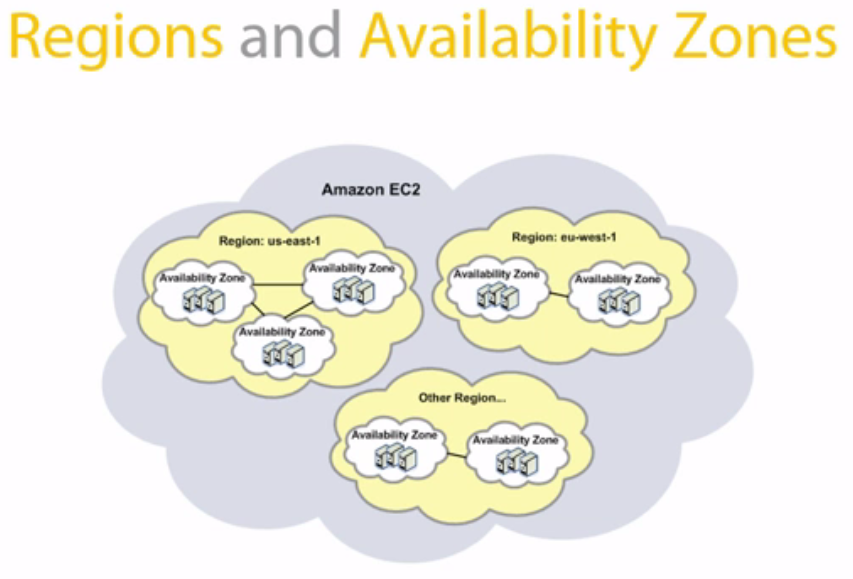 Regions and Availability Zones
Amazon EC2
Region: us-east-1
Availability Zone
Availability Zone
Availability Zone
Region: eu-west-1
Availability Zone
Availability Zone
Other Region...
Availability Zone
Availability Zone